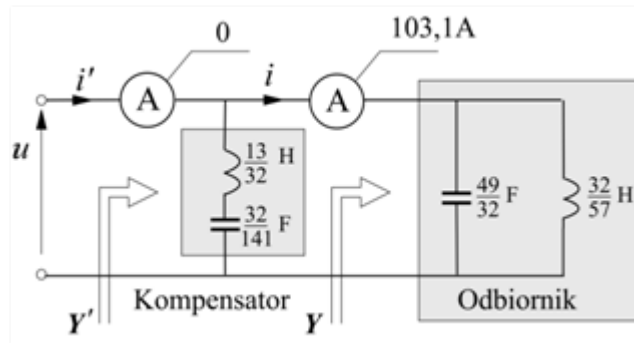 0
103,1A
i'
A
i
A
u
13/32 H
32/141 F
49/32 F
32/57 H
Y'
Kompensator
Y
Odbiornik